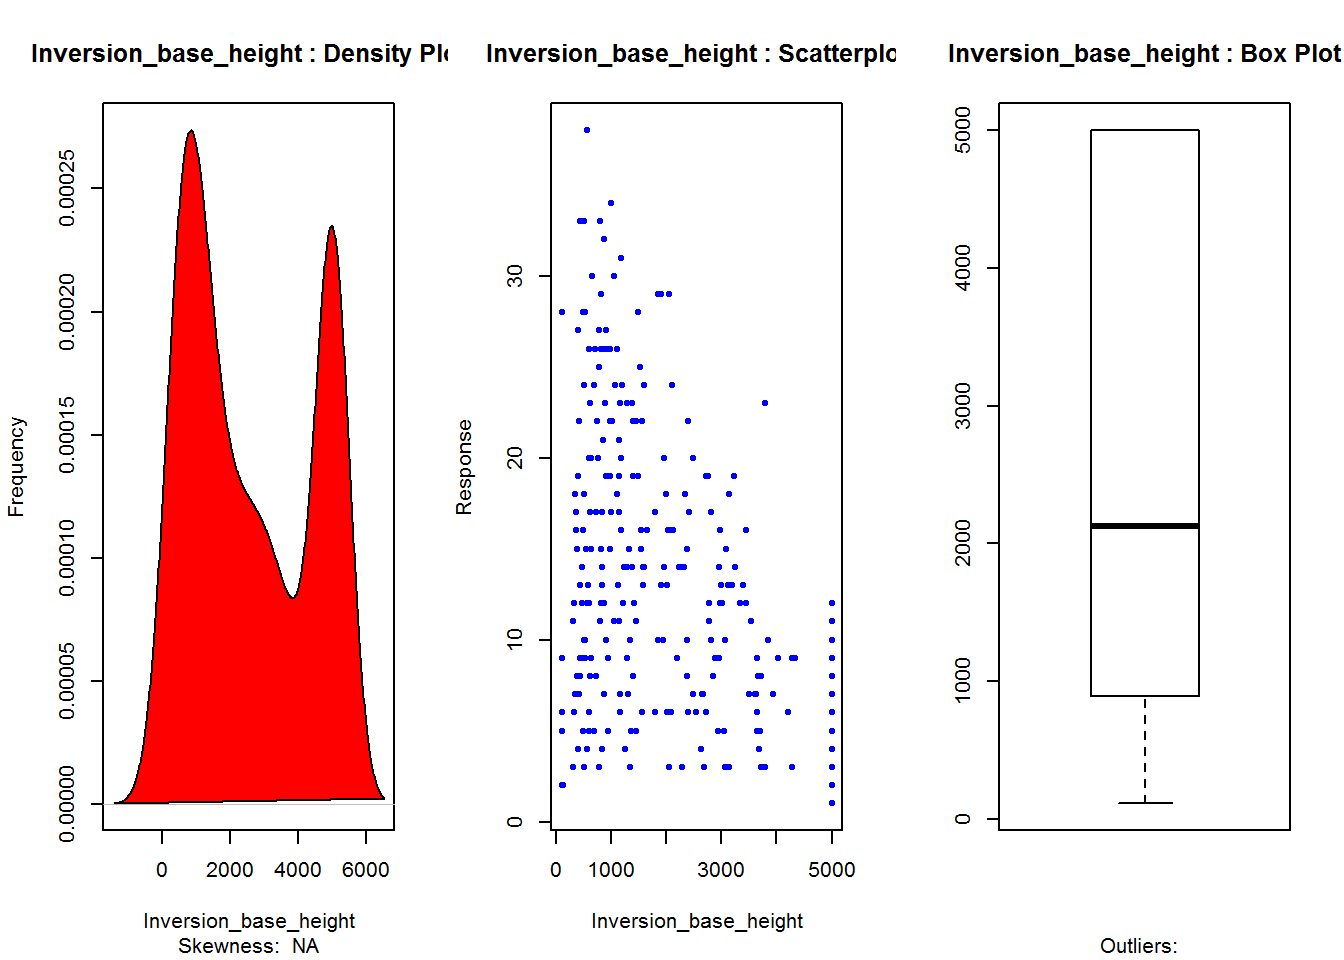 Inversion_base_height : Density Plo
Frequency
0.00025
0.00020
0.00015
0.00010
0.00005
0.00000
0 2000 4000 6000
Inversion_base_height
Skewness: NA
Inversion_base_height : Scatterplo
Response
30
20
10
0
0 1000 3000 5000
Inversion_base_height
Inversion_base_height : Box Plot
5000
4000
3000
2000
1000
0
Outliers: